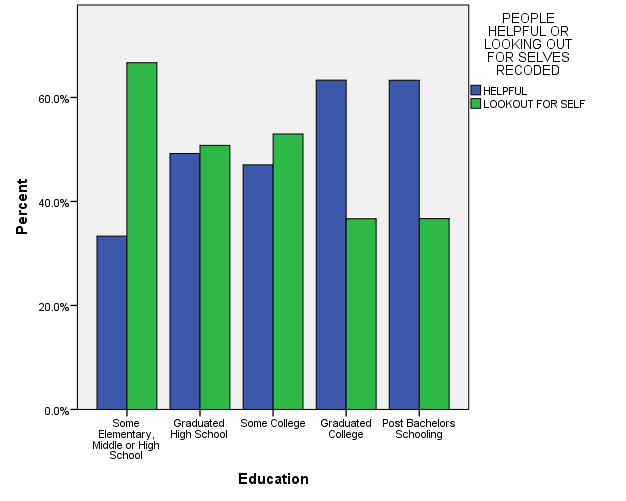 PEOPLE
HELPFUL OR
LOOKING OUT
FOR SELVES
RECODED
HELPFUL
LOOKOUT FOR SELF
Percent
60.0%
40.0%
20.0%
0.0%
Some
Elementary,
Middle or High
School
Graduated
High School
Some College
Graduated
College
Post Bachelors
Schooling
Education